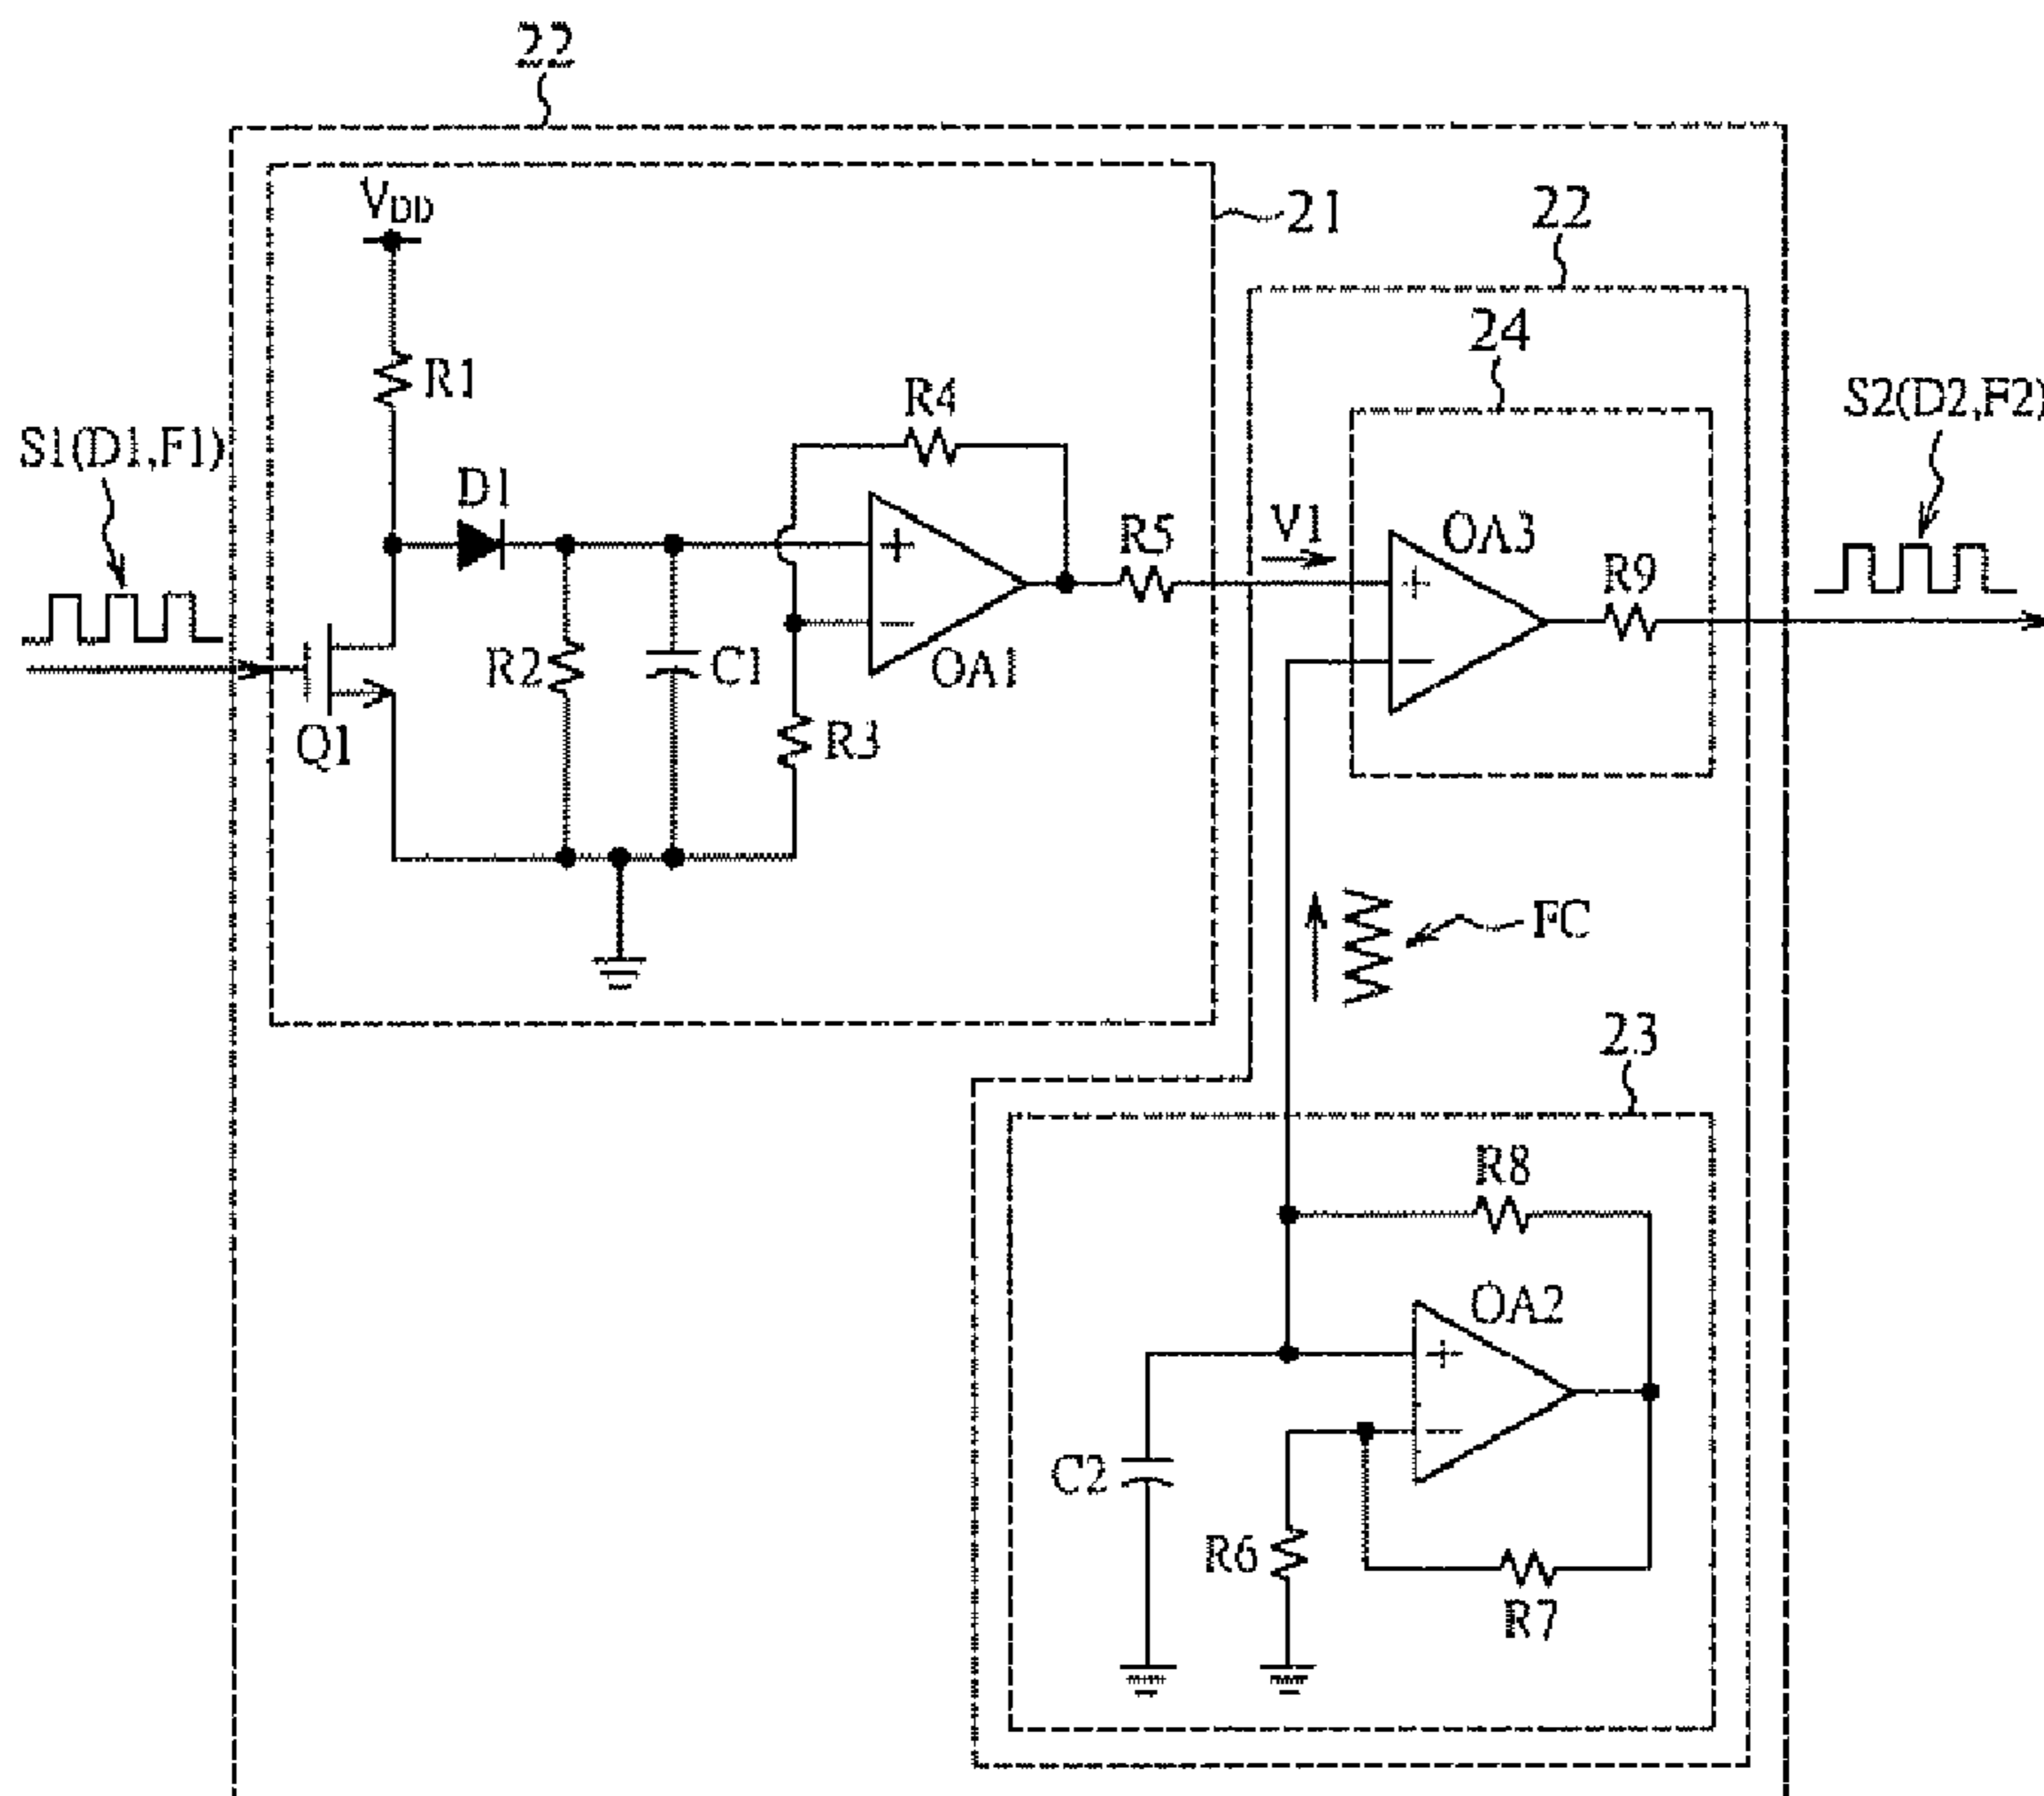 22
V_DD
21
22
24
R1
R4
S1(D1,F1)
S2(D2,F2)
D1
R5
V1
OA3
R9
R2
C1
OA1
Q1
R3
FC
23
R8
OA2
C2
R6
R7